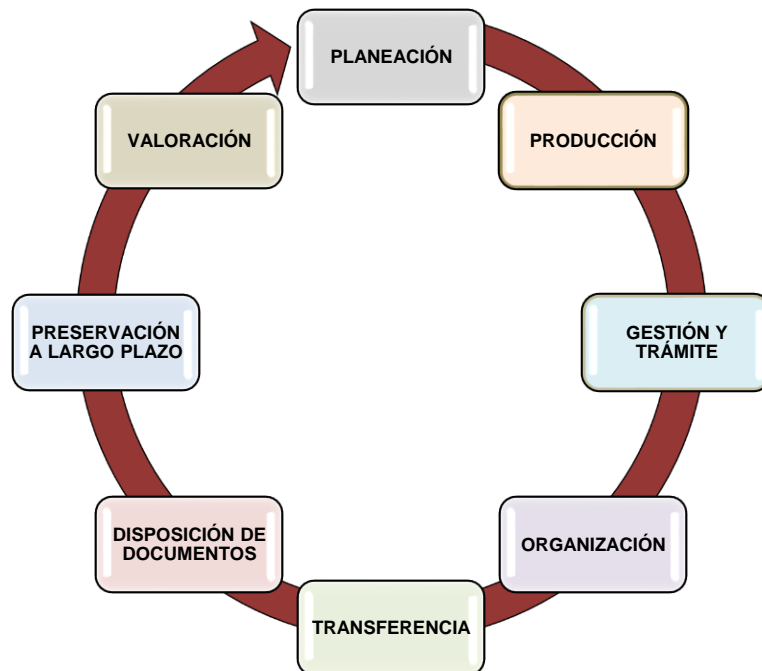 PLANEACIÓN
PRODUCCIÓN
GESTIÓN Y
TRÁMITE
ORGANIZACIÓN
TRANSFERENCIA
DISPOSICIÓN DE
DOCUMENTOS
PRESERVACIÓN
A LARGO PLAZO
VALORACIÓN